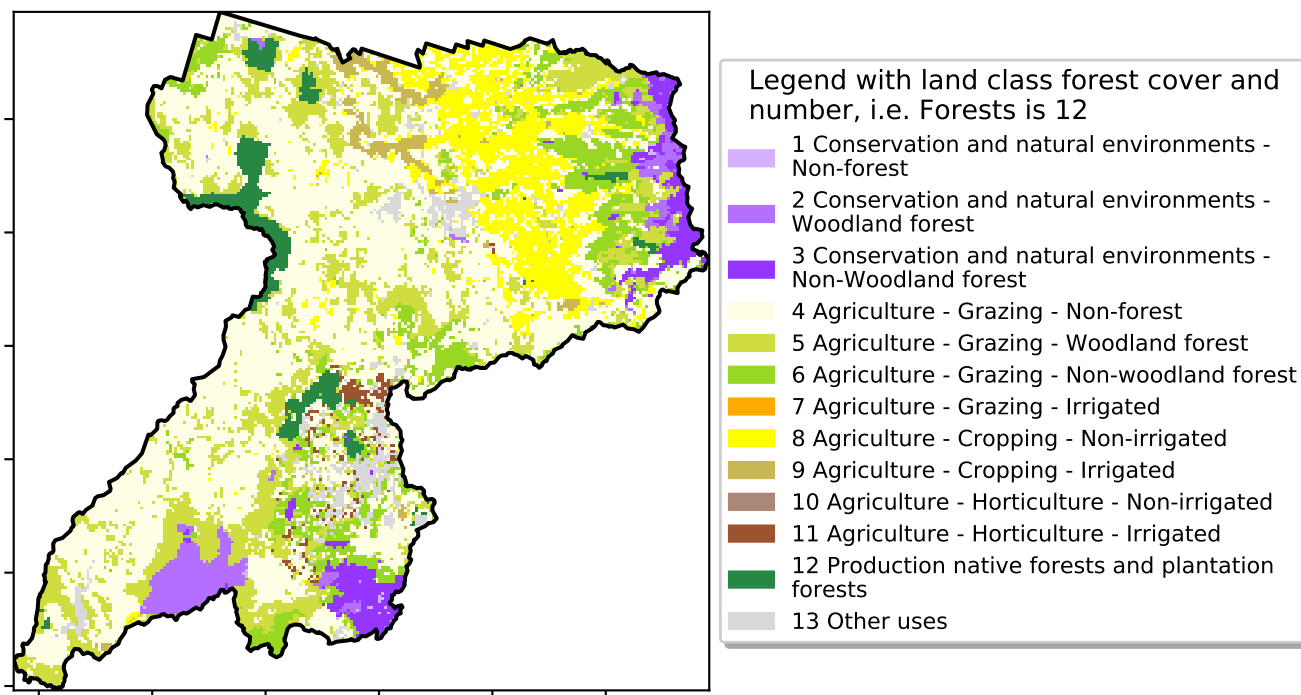 Legend with land class forest cover and
number, i.e. Forests is 12
1 Conservation and natural environments -
Non-forest
2 Conservation and natural environments -
Woodland forest
3 Conservation and natural environments -
Non-Woodland forest
4 Agriculture - Grazing - Non-forest
5 Agriculture - Grazing - Woodland forest
6 Agriculture - Grazing - Non-woodland forest
7 Agriculture - Grazing - Irrigated
8 Agriculture - Cropping - Non-irrigated
9 Agriculture - Cropping - Irrigated
10 Agriculture - Horticulture - Non-irrigated
11 Agriculture - Horticulture - Irrigated
12 Production native forests and plantation
forests
13 Other uses